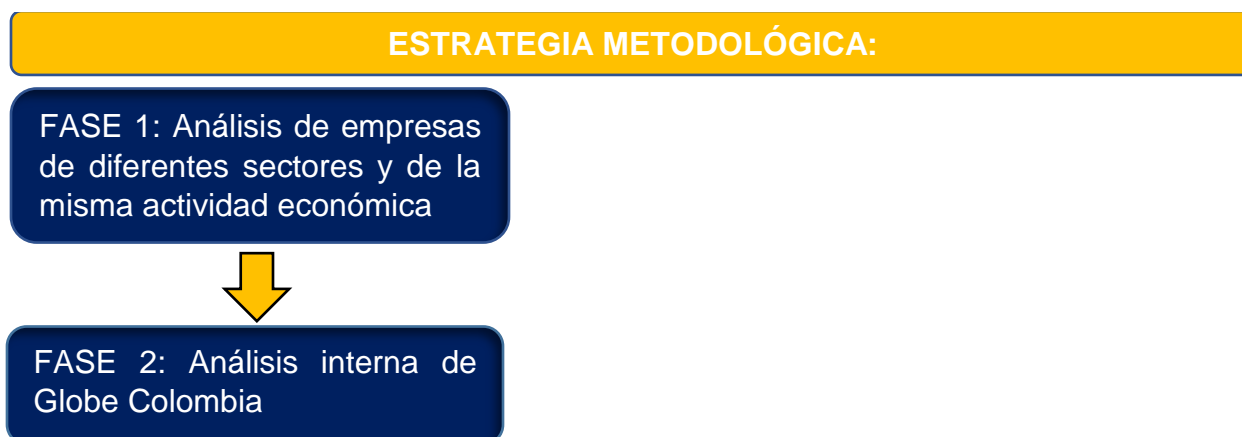 ESTRATEGIA METODOLÓGICA:
FASE 1: Análisis de empresas
de diferentes sectores y de la
misma actividad económica
FASE 2: Análisis interna de
Globe Colombia